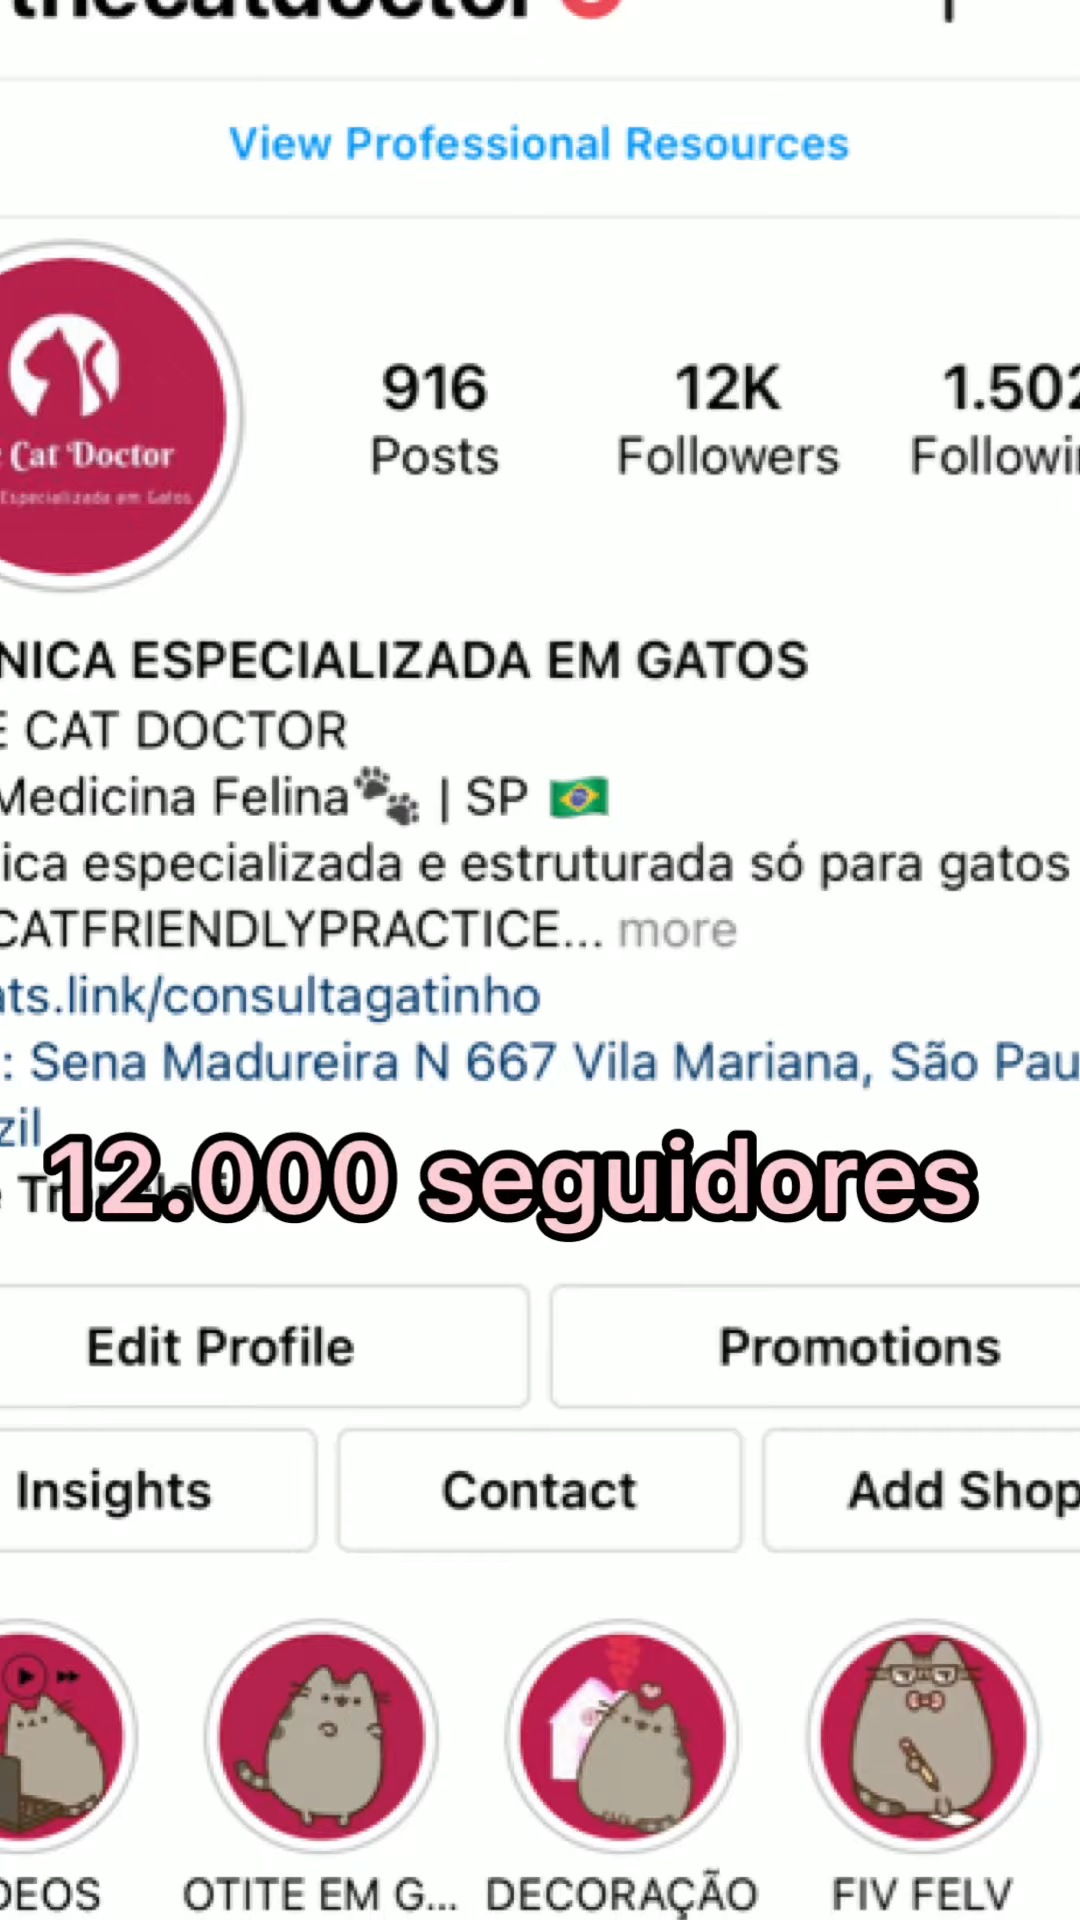 thecatdoctor
View Professional Resources
Cat Doctor
Especializada em Gatos
916
Posts
12K
Followers
1.502
Followin
NICA ESPECIALIZADA EM GATOS
E CAT DOCTOR
Medicina Felina🐾 | SP 🇧🇷
ica especializada e estruturada só para gatos
CATFRIENDLYPRACTICE... more
ats.link/consultagatinho
: Sena Madureira N 667 Vila Mariana, São Pau
zil
12.000 seguidores
Edit Profile
Promotions
Insights
Contact
Add Shop
DEOS
OTITE EM G...
DECORAÇÃO
FIV FELV